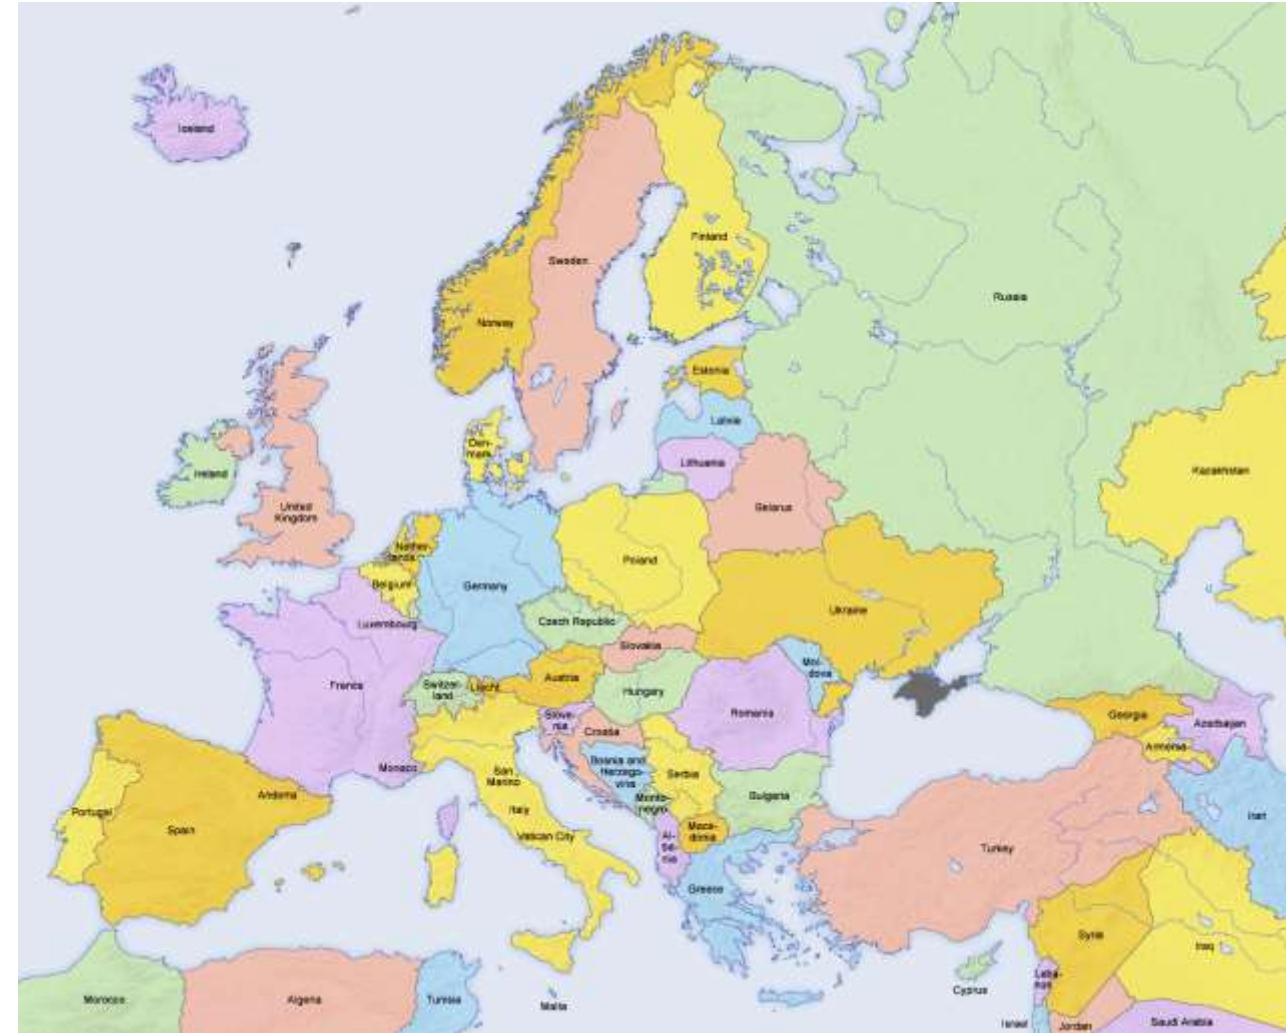 Iceland
Finland
Sweden
Russia
Norway
Estonia
Latvia
Den-
mark
Lithuania
Ireland
Kazakhstan
United
Kingdom
Belarus
Nether-
lands
Poland
Belgium
Germany
Ukraine
Luxembourg
Czech Republic
Slovakia
Mol-
dova
Austria
France
Switzer-
land
Liecht.
Hungary
Romania
Slove-
nia
Georgia
Azerbaijan
Croatia
Armenia
Monaco
San
Marino
Bosnia and
Herzego-
vina
Serbia
Andorra
Monte-
negro
Bulgaria
Portugal
Italy
Iran
Spain
Vatican City
Mace-
donia
Al-
ba-
nia
Turkey
Greece
Syria
Iraq
Leba-
non
Cyprus
Morocco
Algeria
Tunisia
Malta
Israel
Jordan
Saudi Arabia